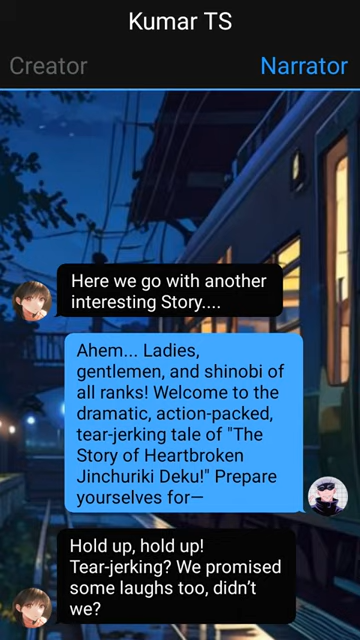 Kumar TS
Creator
Narrator
Here we go with another
interesting Story....
Ahem... Ladies,
gentlemen, and shinobi of
all ranks! Welcome to the
dramatic, action-packed,
tear-jerking tale of "The
Story of Heartbroken
Jinchuriki Deku!" Prepare
yourselves for—
Hold up, hold up!
Tear-jerking? We promised
some laughs too, didn't
we?